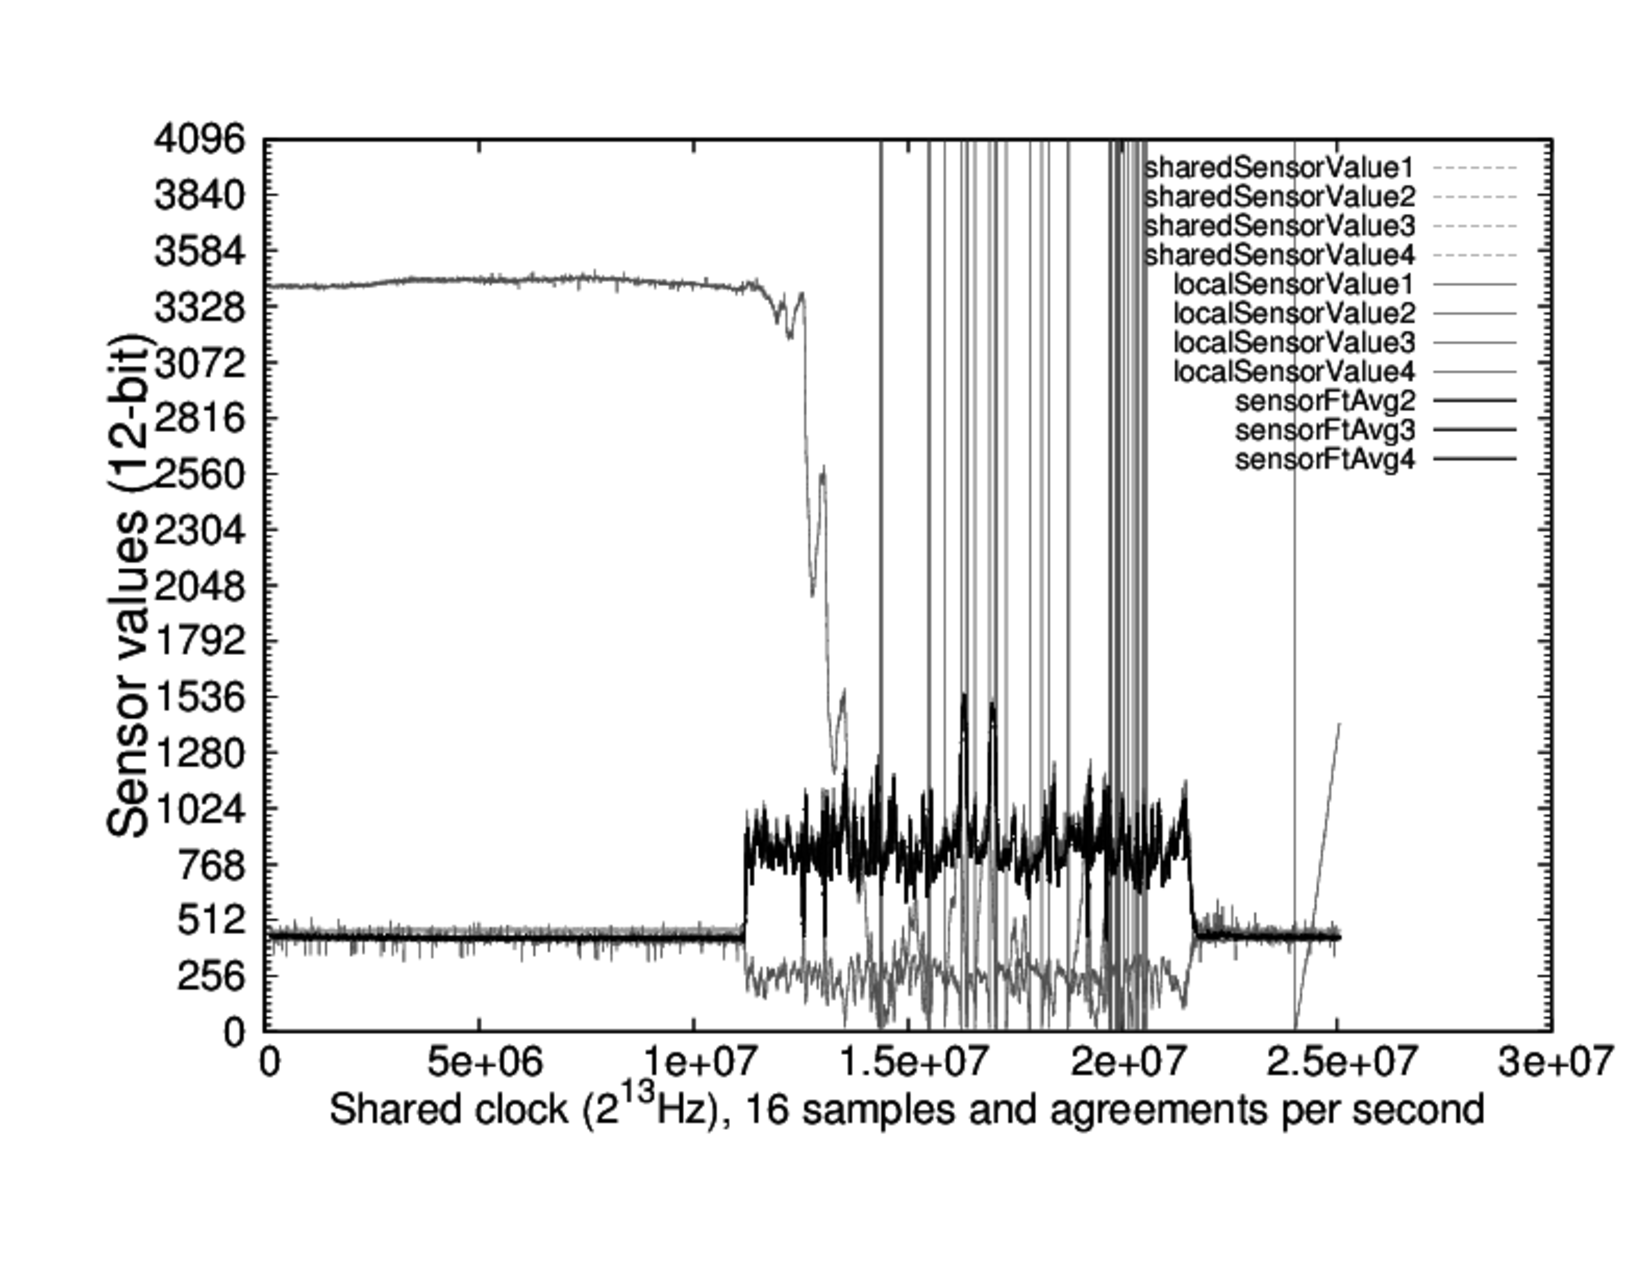 4096
3840
3584
3328
3072
2816
2560
2304
2048
1792
1536
1280
1024
768
512
256
0
Sensor values (12-bit)
sharedSensorValue1
sharedSensorValue2
sharedSensorValue3
sharedSensorValue4
localSensorValue1
localSensorValue2
localSensorValue3
localSensorValue4
sensorFtAvg2
sensorFtAvg3
sensorFtAvg4
0 5e+06 1e+07 1.5e+07 2e+07 2.5e+07 3e+07
Shared clock (2^13Hz), 16 samples and agreements per second